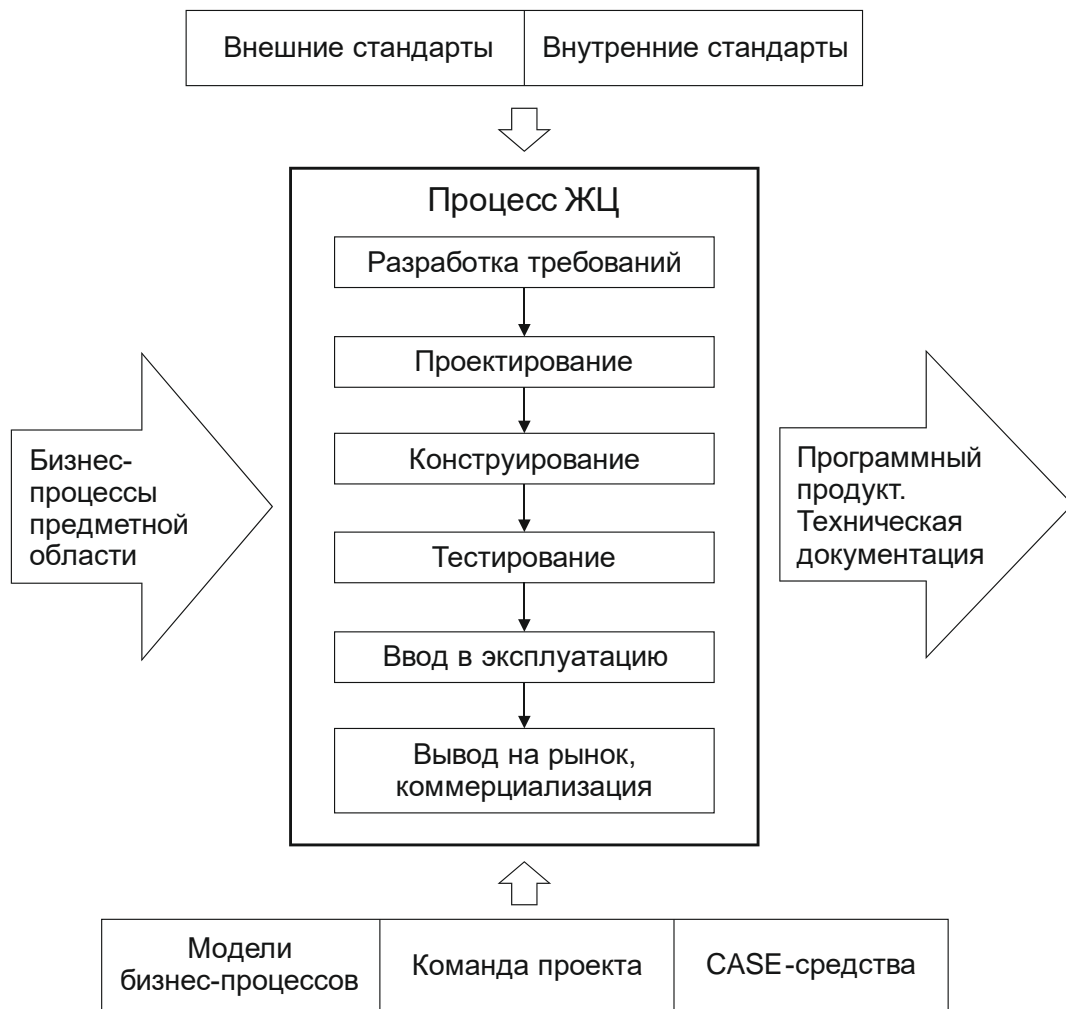 Внешние стандарты
Внутренние стандарты
Процесс ЖЦ
Разработка требований
Проектирование
Конструирование
Тестирование
Ввод в эксплуатацию
Вывод на рынок,
коммерциализация
Бизнес-
процессы
предметной
области
Программный
продукт.
Техническая
документация
Модели
бизнес-процессов
Команда проекта
CASE-средства